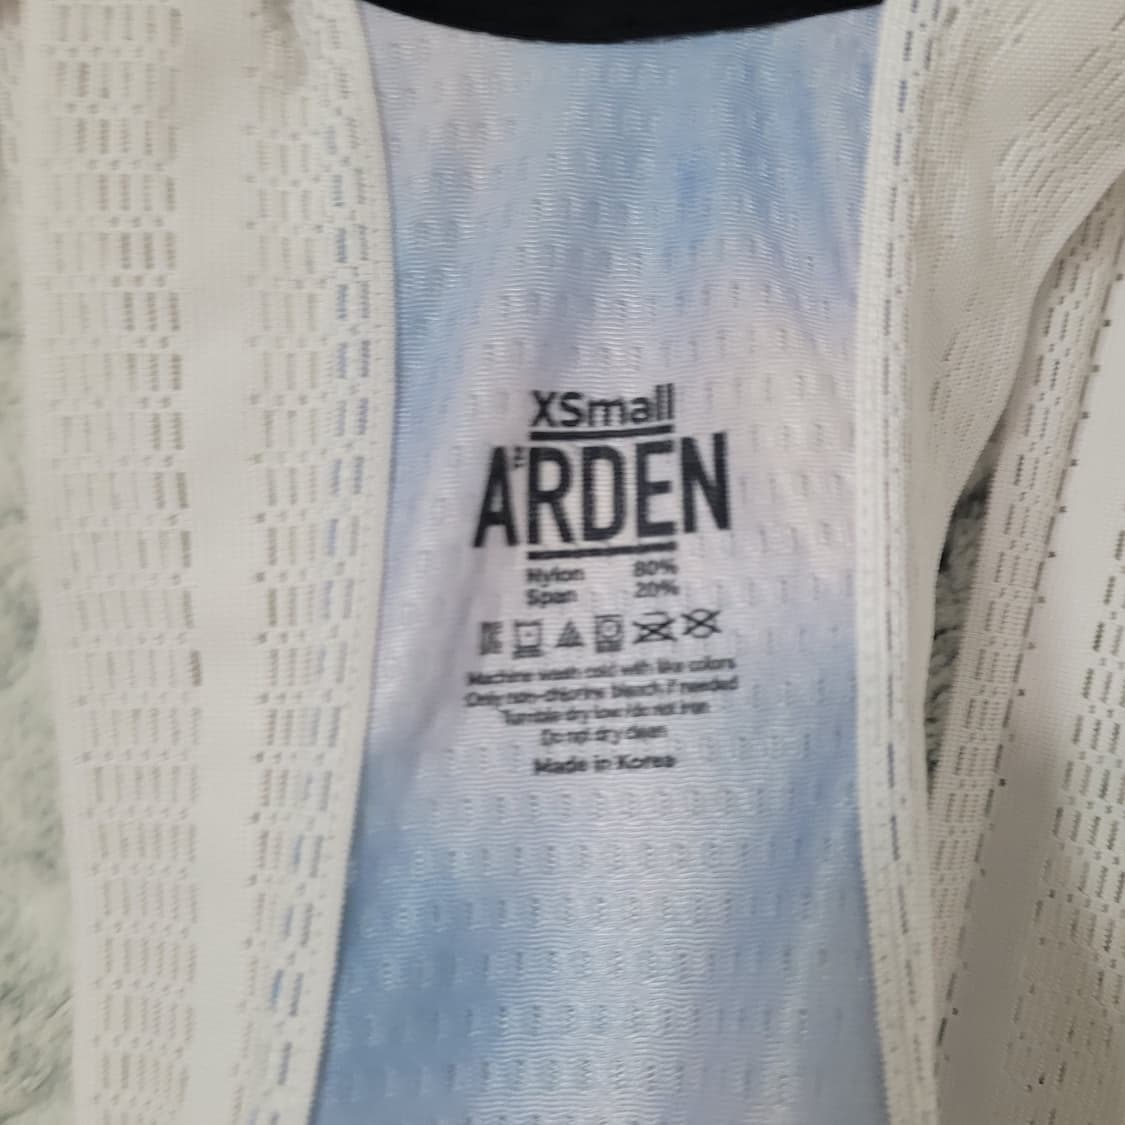 XSmall
ARDEN
Nylon 80%
Span 20%
Machine wash cold with like colors
Only non-chlorine bleach if needed
Tumble dry low /do not iron
Do not dry clean
Made in Korea